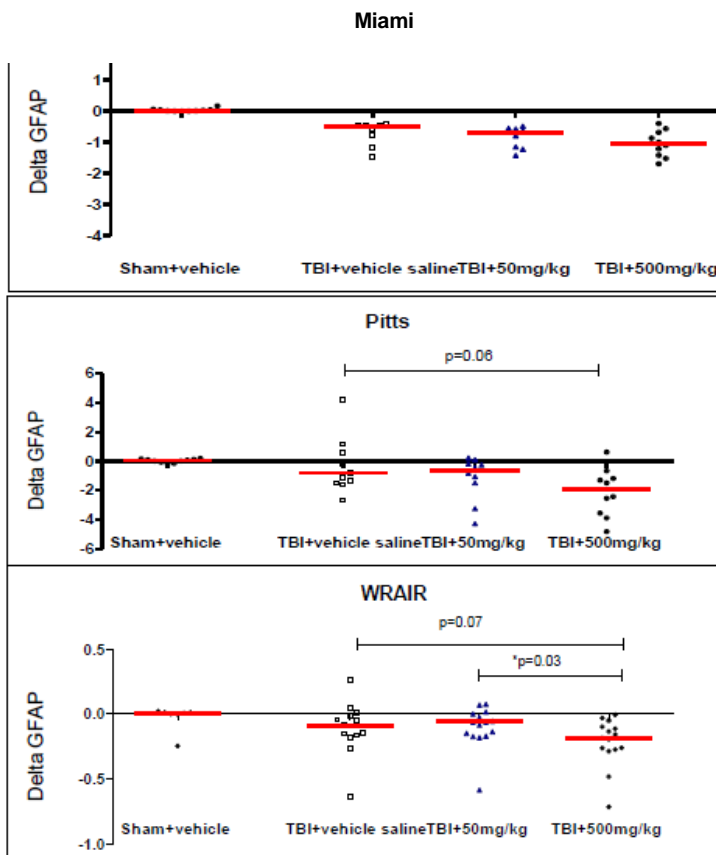 Miami
1
0
-1
-2
-3
-4
Delta GFAP
Sham+vehicle TBI+vehicle saline TBI+50mg/kg TBI+500mg/kg
Pitts
p=0.06
6
4
2
0
-2
-4
-6
Delta GFAP
Sham+vehicle TBI+vehicle saline TBI+50mg/kg TBI+500mg/kg
WRAIR
p=0.07
*p=0.03
0.5
0.0
-0.5
-1.0
Delta GFAP
Sham+vehicle TBI+vehicle saline TBI+50mg/kg TBI+500mg/kg